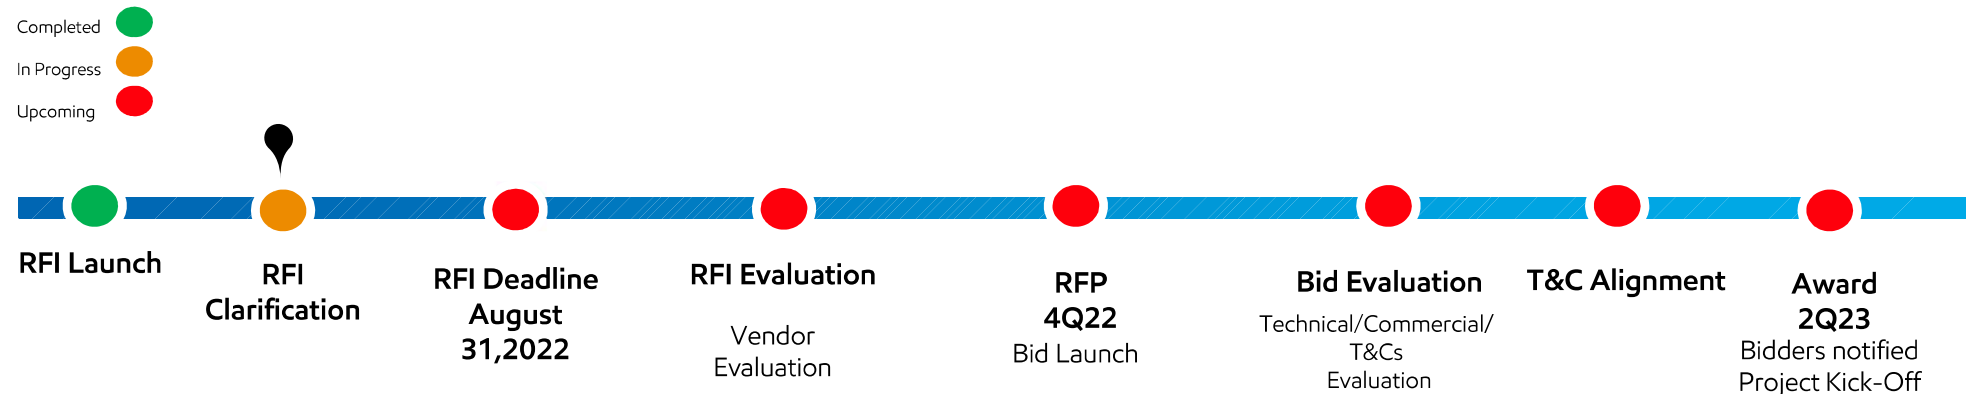 Completed
In Progress
Upcoming
RFI Launch
RFI
Clarification
RFI Deadline
August
31,2022
RFI Evaluation
Vendor
Evaluation
RFP
4Q22
Bid Launch
Bid Evaluation
Technical/Commercial/
T&Cs
Evaluation
T&C Alignment
Award
2Q23
Bidders notified
Project Kick-Off